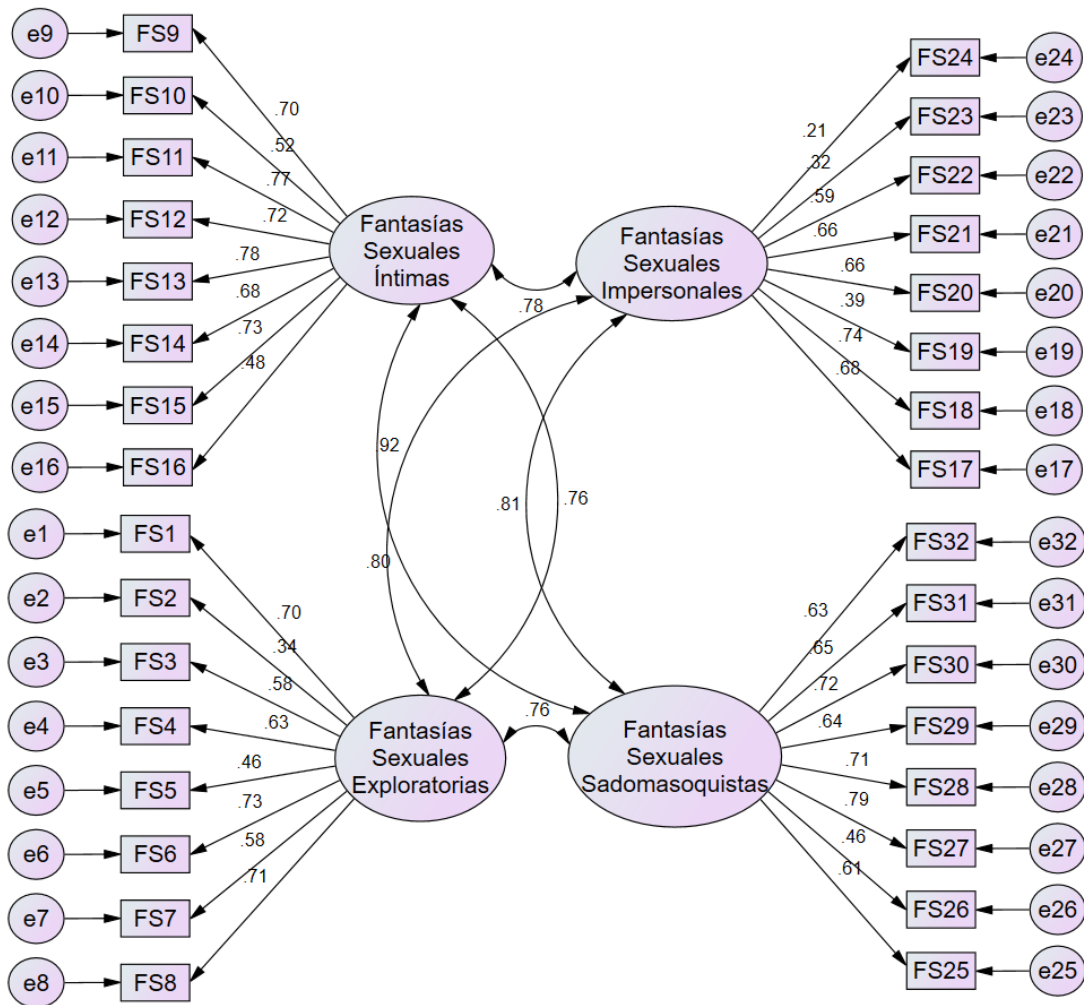 e9 FS9
e10 FS10
e11 FS11
e12 FS12
e13 FS13
e14 FS14
e15 FS15
e16 FS16
.70
.52
.77
.72
.78
.68
.73
.48
Fantasías
Sexuales
Íntimas
Fantasías
Sexuales
Impersonales
.21
.32
.59
.66
.66
.39
.74
.68
FS24 e24
FS23 e23
FS22 e22
FS21 e21
FS20 e20
FS19 e19
FS18 e18
FS17 e17
.78
.92
.80
.81
.76
.76
e1 FS1
e2 FS2
e3 FS3
e4 FS4
e5 FS5
e6 FS6
e7 FS7
e8 FS8
.70
.34
.58
.63
.46
.73
.58
.71
Fantasías
Sexuales
Exploratorias
Fantasías
Sexuales
Sadomasoquistas
.63
.65
.72
.64
.71
.79
.46
.61
FS32 e32
FS31 e31
FS30 e30
FS29 e29
FS28 e28
FS27 e27
FS26 e26
FS25 e25